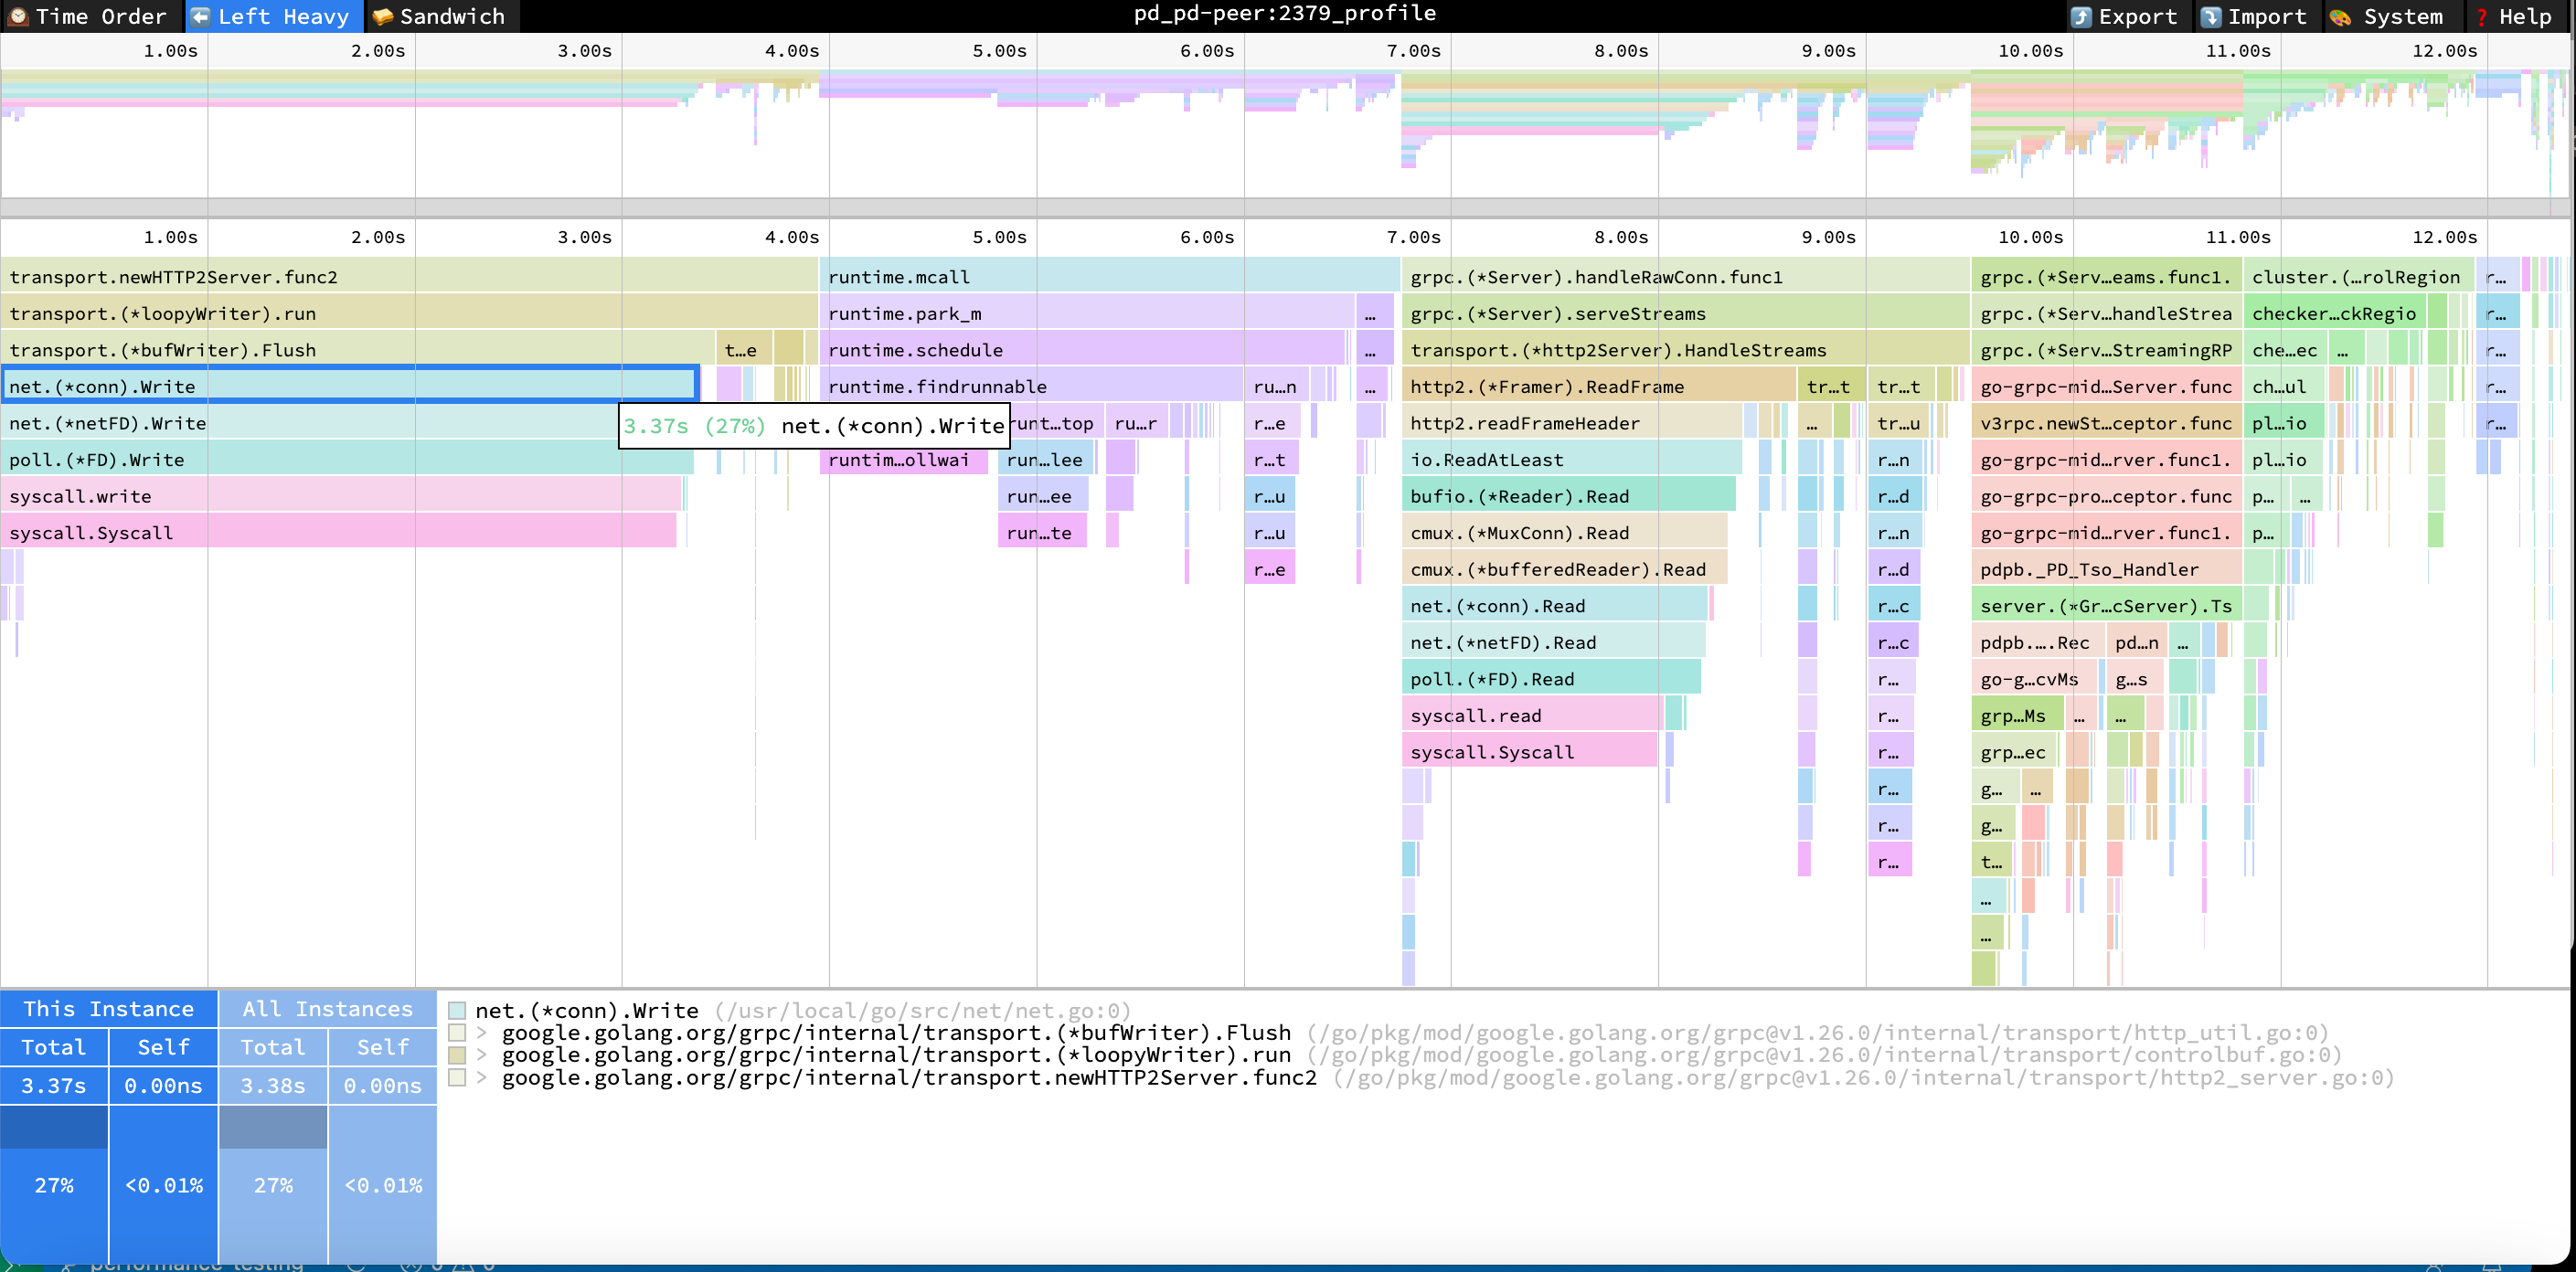 Time Order Left Heavy Sandwich pd_pd-peer:2379_profile Export Import System Help
1.00s 2.00s 3.00s 4.00s 5.00s 6.00s 7.00s 8.00s 9.00s 10.00s 11.00s 12.00s
1.00s 2.00s 3.00s 4.00s 5.00s 6.00s 7.00s 8.00s 9.00s 10.00s 11.00s 12.00s
transport.newHTTP2Server.func2 runtime.mcall grpc.(*Server).handleRawConn.func1 grpc.(*Serv…eams.func1. cluster.(…rolRegion r…
transport.(*loopyWriter).run runtime.park_m … grpc.(*Server).serveStreams grpc.(*Serv…handleStrea checker…ckRegio r…
transport.(*bufWriter).Flush t…e runtime.schedule … transport.(*http2Server).HandleStreams grpc.(*Serv…StreamingRP che…ec … r…
net.(*conn).Write runtime.findrunnable ru…n … http2.(*Framer).ReadFrame tr…t tr…t go-grpc-mid…Server.func ch…ul r…
net.(*netFD).Write 3.37s (27%) net.(*conn).Write runt…top ru…r r…e http2.readFrameHeader … tr…u v3rpc.newSt…ceptor.func pl…io r…
poll.(*FD).Write runtim…ollwai run…lee r…t io.ReadAtLeast r…n go-grpc-mid…rver.func1. pl…io
syscall.write run…ee r…u bufio.(*Reader).Read r…d go-grpc-pro…ceptor.func p… …
syscall.Syscall run…te r…u cmux.(*MuxConn).Read r…n go-grpc-mid…rver.func1. p…
r…e cmux.(*bufferedReader).Read r…d pdpb._PD_Tso_Handler
net.(*conn).Read r…c server.(*Gr…cServer).Ts
net.(*netFD).Read r…c pdpb.….Rec pd…n …
poll.(*FD).Read r… go-g…cvMs g…s
syscall.read r… grp…Ms … …
syscall.Syscall r… grp…ec
r… g… …
r… g…
r… t…
…
…
This Instance All Instances
Total Self Total Self
3.37s 0.00ns 3.38s 0.00ns
27% <0.01% 27% <0.01%
net.(*conn).Write (/usr/local/go/src/net/net.go:0)
> google.golang.org/grpc/internal/transport.(*bufWriter).Flush (/go/pkg/mod/google.golang.org/grpc@v1.26.0/internal/transport/http_util.go:0)
> google.golang.org/grpc/internal/transport.(*loopyWriter).run (/go/pkg/mod/google.golang.org/grpc@v1.26.0/internal/transport/controlbuf.go:0)
> google.golang.org/grpc/internal/transport.newHTTP2Server.func2 (/go/pkg/mod/google.golang.org/grpc@v1.26.0/internal/transport/http2_server.go:0)
performance testing